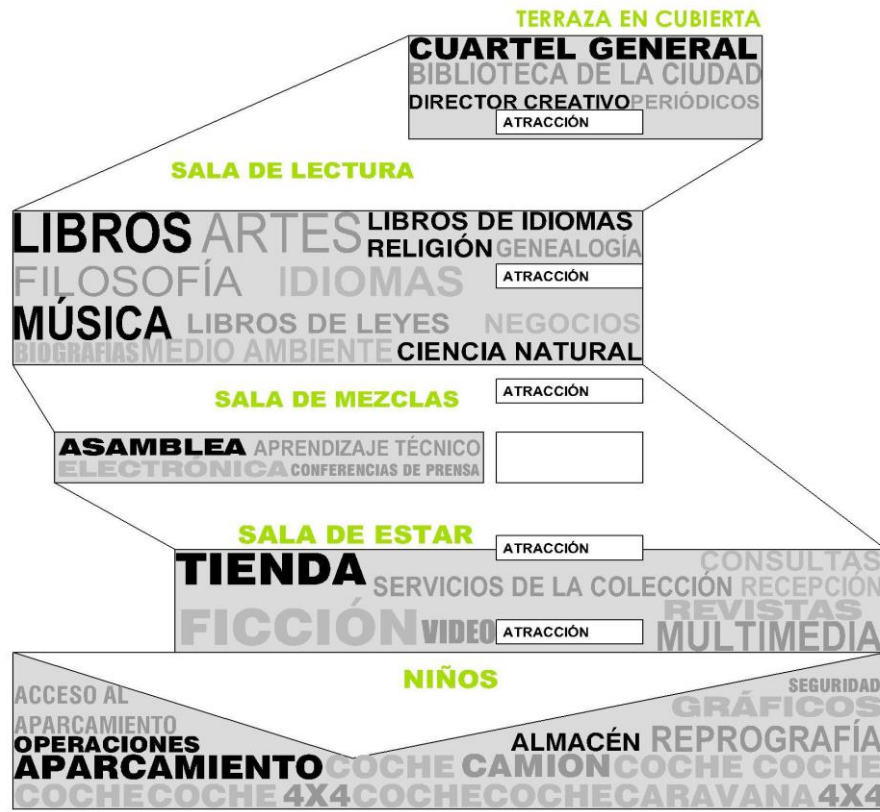 TERRAZA EN CUBIERTA
CUARTEL GENERAL
BIBLIOTECA DE LA CIUDAD
DIRECTOR CREATIVO PERIÓDICOS
ATRACCIÓN
SALA DE LECTURA
LIBROS ARTES LIBROS DE IDIOMAS
RELIGIÓN GENEALOGÍA
FILOSOFÍA IDIOMAS ATRACCIÓN
MÚSICA LIBROS DE LEYES NEGOCIOS
BIOGRAFIAS MEDIO AMBIENTE CIENCIA NATURAL
SALA DE MEZCLAS ATRACCIÓN
ASAMBLEA APRENDIZAJE TÉCNICO
ELECTRÓNICA CONFERENCIAS DE PRENSA
SALA DE ESTAR ATRACCIÓN
TIENDA CONSULTAS
SERVICIOS DE LA COLECCIÓN RECEPCIÓN
FICCIÓN VIDEO ATRACCIÓN REVISTAS
MULTIMEDIA
NIÑOS
ACCESO AL SEGURIDAD
APARCAMIENTO GRÁFICOS
OPERACIONES ALMACÉN REPROGRAFÍA
APARCAMIENTO COCHE CAMIÓN COCHE COCHE
COCHE COCHE 4X4 COCHE COCHE CARAVANA 4X4